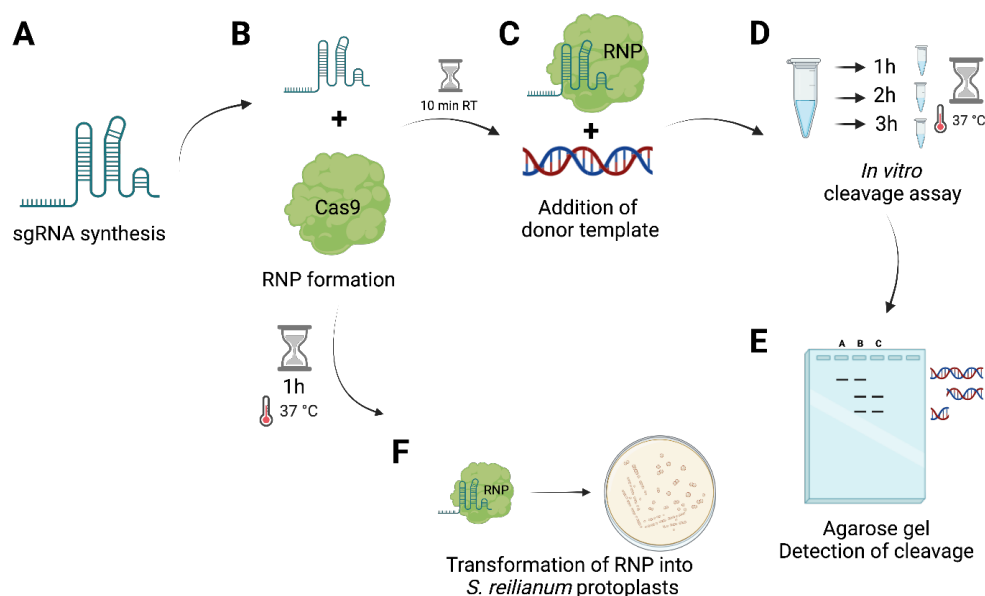 A
sgRNA synthesis
B
+
Cas9
RNP formation
10 min RT
1h
37 °C
C
RNP
+
Addition of
donor template
D
1h
2h
3h
37 °C
In vitro
cleavage assay
E
A B C
Agarose gel
Detection of cleavage
F
RNP
Transformation of RNP into
S. reilianum protoplasts